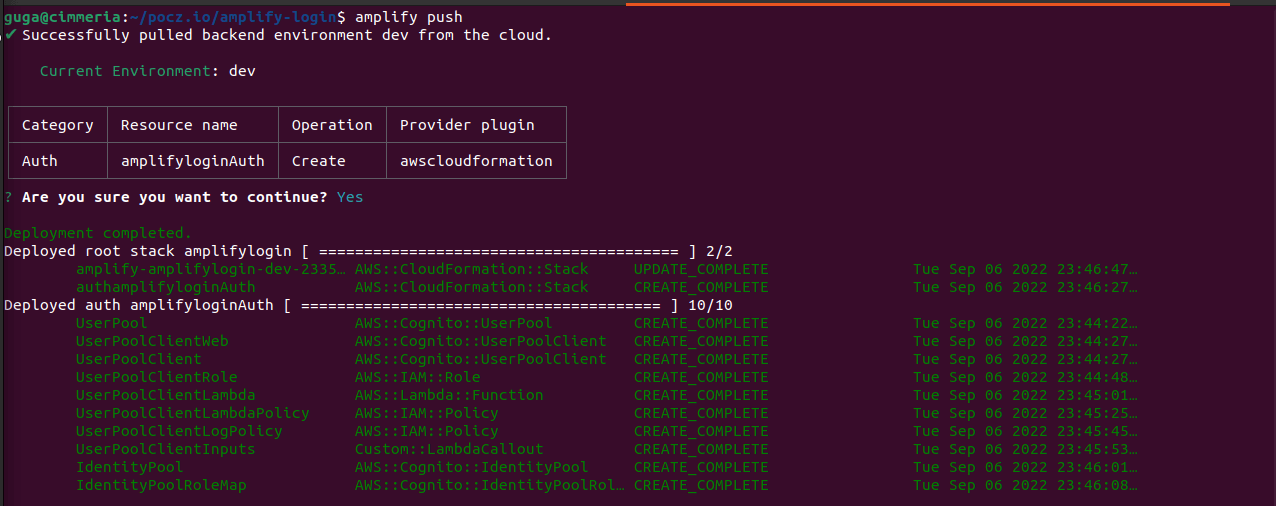 guga@cimmeria:~/pocz.io/amplify-login$ amplify push
✔ Successfully pulled backend environment dev from the cloud.
Current Environment: dev
Category Resource name Operation Provider plugin
Auth amplifyloginAuth Create awscloudformation
? Are you sure you want to continue? Yes
Deployment completed.
Deployed root stack amplifylogin [ ======================================== ] 2/2
amplify-amplifylogin-dev-2335… AWS::CloudFormation::Stack UPDATE_COMPLETE Tue Sep 06 2022 23:46:47…
authamplifyloginAuth AWS::CloudFormation::Stack CREATE_COMPLETE Tue Sep 06 2022 23:46:27…
Deployed auth amplifyloginAuth [ ======================================== ] 10/10
UserPool AWS::Cognito::UserPool CREATE_COMPLETE Tue Sep 06 2022 23:44:22…
UserPoolClientWeb AWS::Cognito::UserPoolClient CREATE_COMPLETE Tue Sep 06 2022 23:44:27…
UserPoolClient AWS::Cognito::UserPoolClient CREATE_COMPLETE Tue Sep 06 2022 23:44:27…
UserPoolClientRole AWS::IAM::Role CREATE_COMPLETE Tue Sep 06 2022 23:44:48…
UserPoolClientLambda AWS::Lambda::Function CREATE_COMPLETE Tue Sep 06 2022 23:45:01…
UserPoolClientLambdaPolicy AWS::IAM::Policy CREATE_COMPLETE Tue Sep 06 2022 23:45:25…
UserPoolClientLogPolicy AWS::IAM::Policy CREATE_COMPLETE Tue Sep 06 2022 23:45:45…
UserPoolClientInputs Custom::LambdaCallout CREATE_COMPLETE Tue Sep 06 2022 23:45:53…
IdentityPool AWS::Cognito::IdentityPool CREATE_COMPLETE Tue Sep 06 2022 23:46:01…
IdentityPoolRoleMap AWS::Cognito::IdentityPoolRol… CREATE_COMPLETE Tue Sep 06 2022 23:46:08…